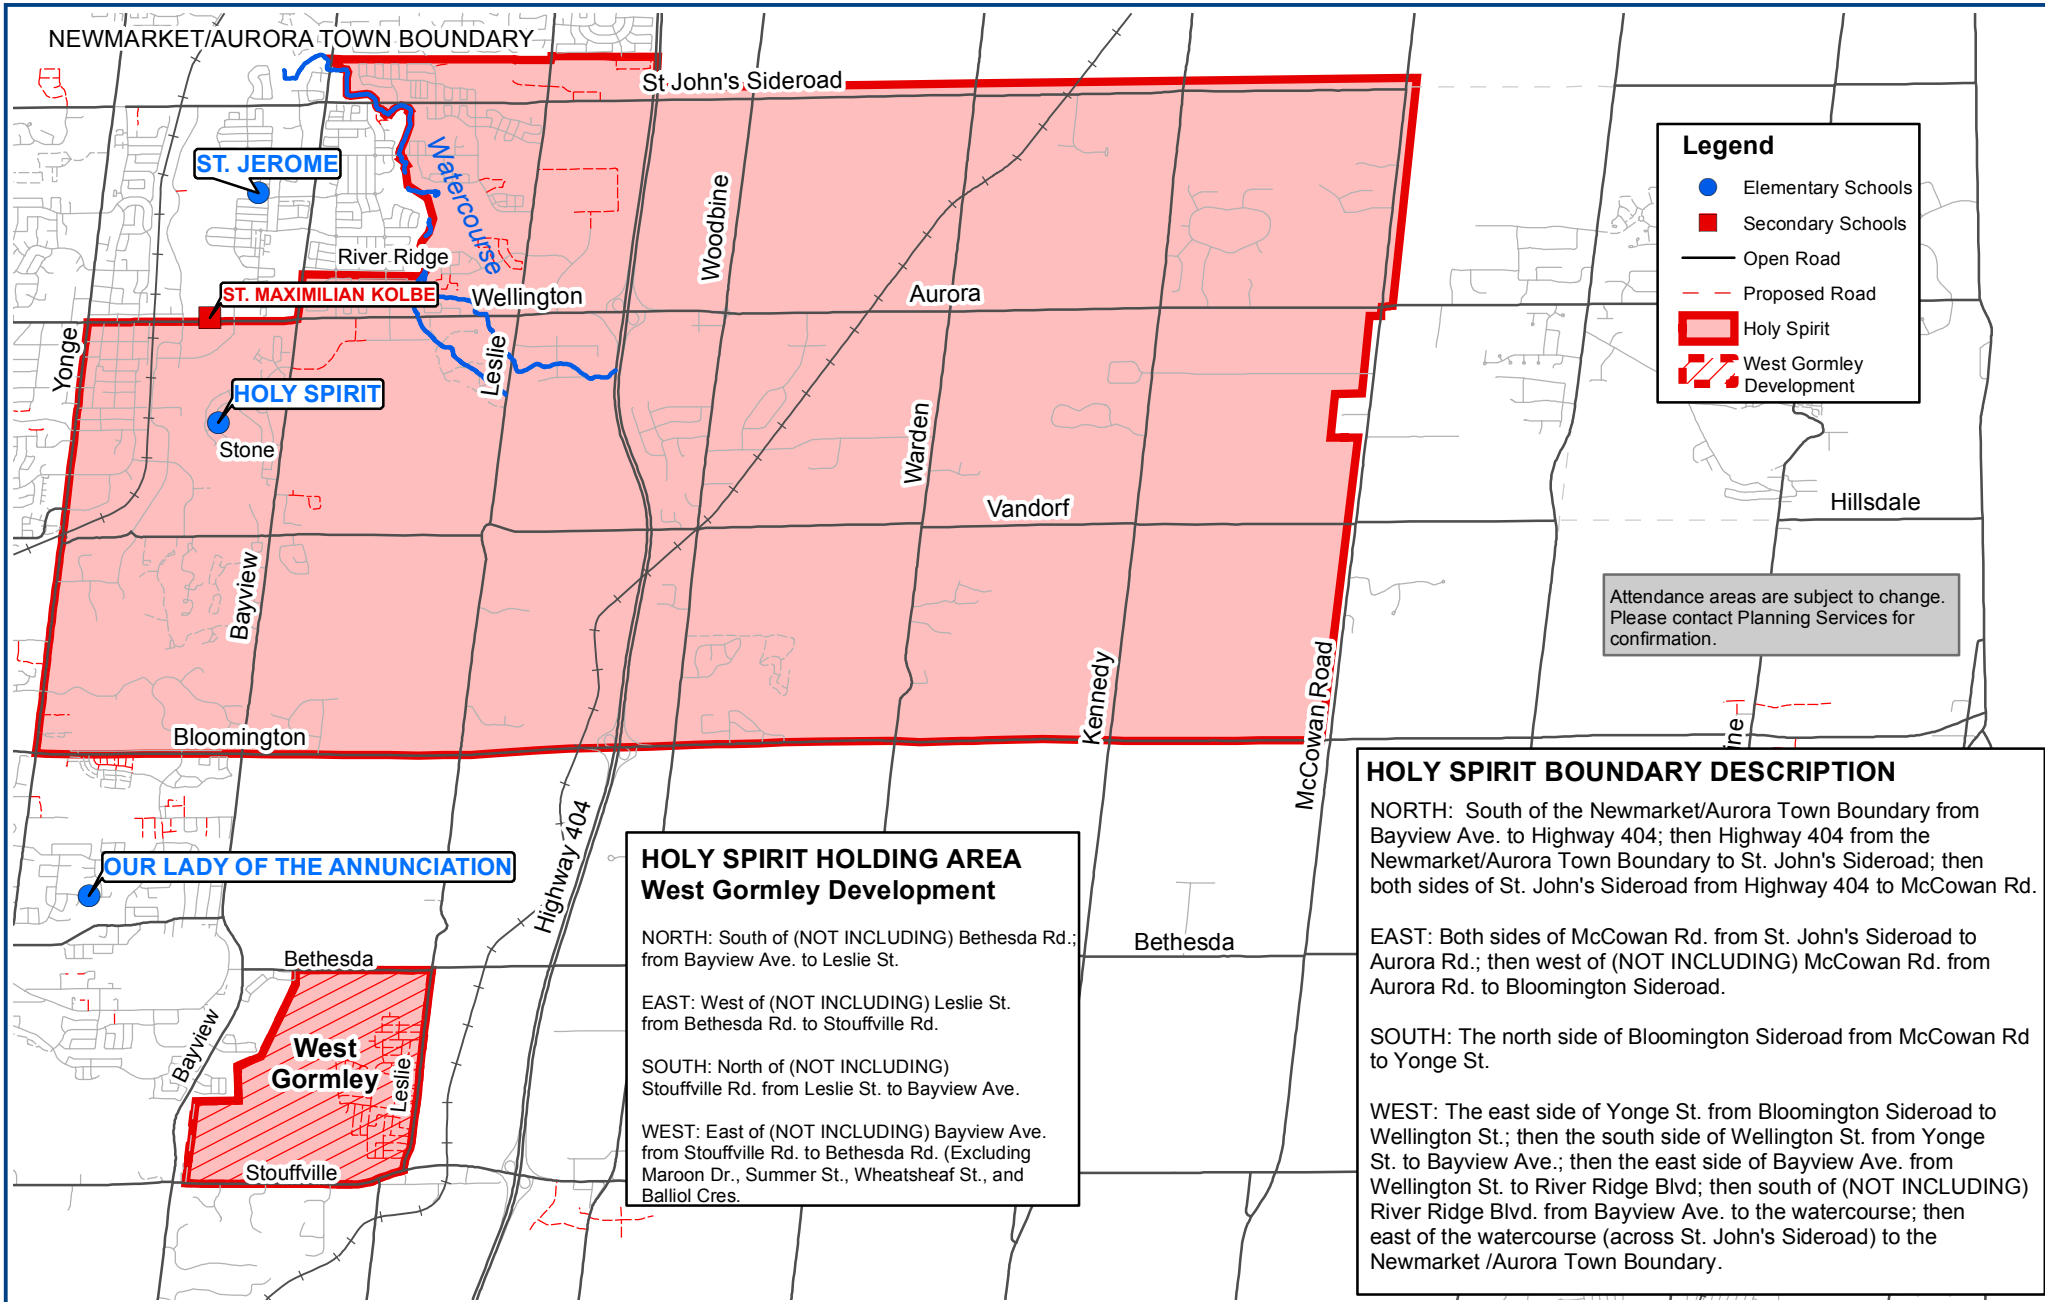 NEWMARKET/AURORA TOWN BOUNDARY
St John's Sideroad
ST. JEROME
Watercourse
Woodbine
River Ridge
ST. MAXIMILIAN KOLBE
Wellington
Aurora
Yonge
Leslie
HOLY SPIRIT
Stone
Warden
Vandorf
Hillsdale
Bayview
Kennedy
McCowan Road
Bloomington
Legend
Elementary Schools
Secondary Schools
Open Road
Proposed Road
Holy Spirit
West Gormley
Development
Attendance areas are subject to change.
Please contact Planning Services for
confirmation.
ine
OUR LADY OF THE ANNUNCIATION
Highway 404
Bethesda
Bethesda
Bayview
West
Gormley
Leslie
Stouffville
HOLY SPIRIT HOLDING AREA
West Gormley Development
NORTH: South of (NOT INCLUDING) Bethesda Rd.;
from Bayview Ave. to Leslie St.
EAST: West of (NOT INCLUDING) Leslie St.
from Bethesda Rd. to Stouffville Rd.
SOUTH: North of (NOT INCLUDING)
Stouffville Rd. from Leslie St. to Bayview Ave.
WEST: East of (NOT INCLUDING) Bayview Ave.
from Stouffville Rd. to Bethesda Rd. (Excluding
Maroon Dr., Summer St., Wheatsheaf St., and
Balliol Cres.
HOLY SPIRIT BOUNDARY DESCRIPTION
NORTH: South of the Newmarket/Aurora Town Boundary from
Bayview Ave. to Highway 404; then Highway 404 from the
Newmarket/Aurora Town Boundary to St. John's Sideroad; then
both sides of St. John's Sideroad from Highway 404 to McCowan Rd.
EAST: Both sides of McCowan Rd. from St. John's Sideroad to
Aurora Rd.; then west of (NOT INCLUDING) McCowan Rd. from
Aurora Rd. to Bloomington Sideroad.
SOUTH: The north side of Bloomington Sideroad from McCowan Rd
to Yonge St.
WEST: The east side of Yonge St. from Bloomington Sideroad to
Wellington St.; then the south side of Wellington St. from Yonge
St. to Bayview Ave.; then the east side of Bayview Ave. from
Wellington St. to River Ridge Blvd; then south of (NOT INCLUDING)
River Ridge Blvd. from Bayview Ave. to the watercourse; then
east of the watercourse (across St. John's Sideroad) to the
Newmarket /Aurora Town Boundary.